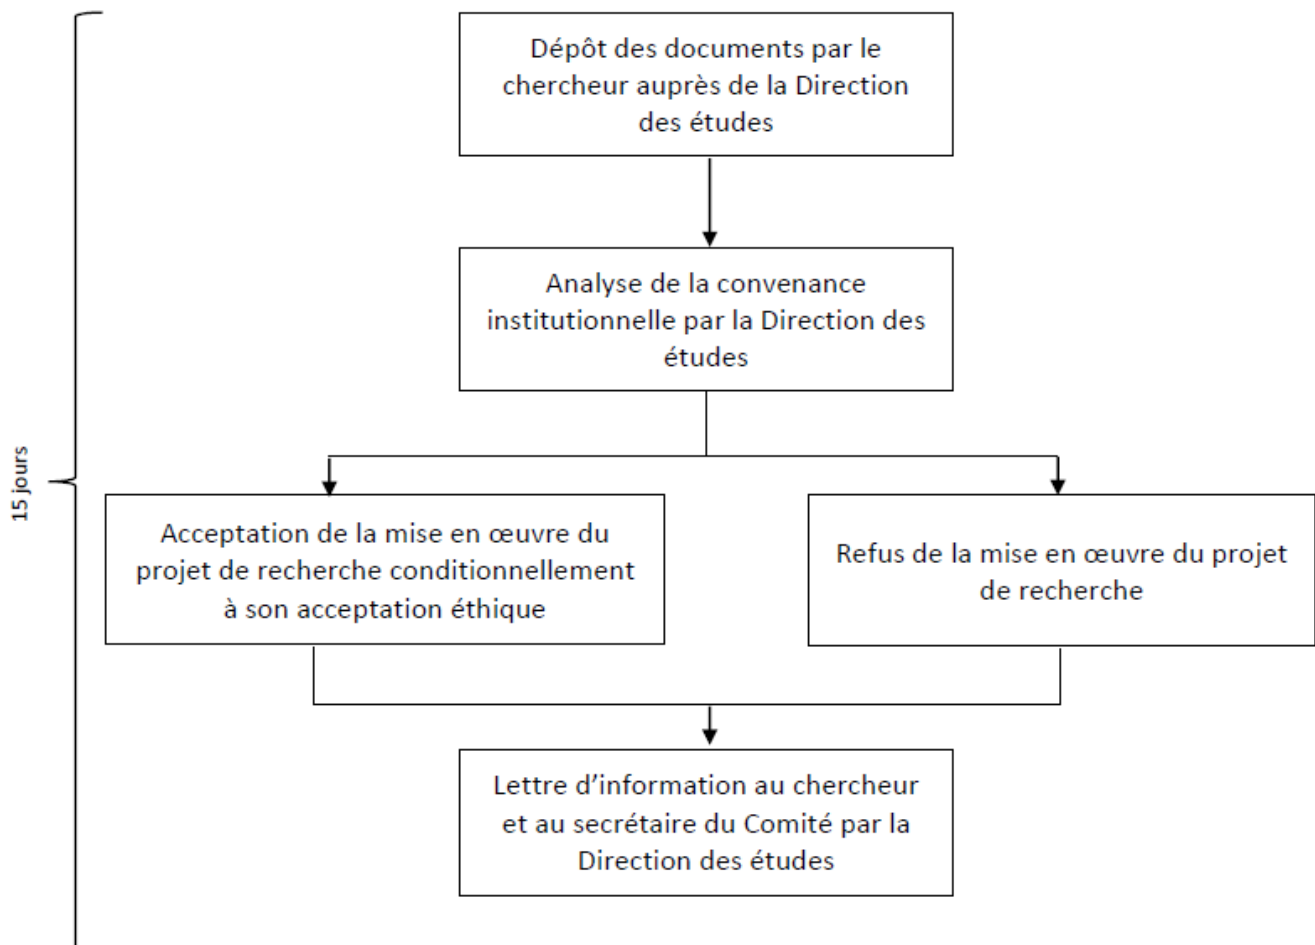 Dépôt des documents par le
chercheur auprès de la Direction
des études
Analyse de la convenance
institutionnelle par la Direction des
études
15 jours
Acceptation de la mise en œuvre du
projet de recherche conditionnellement
à son acceptation éthique
Refus de la mise en œuvre du projet
de recherche
Lettre d’information au chercheur
et au secrétaire du Comité par la
Direction des études